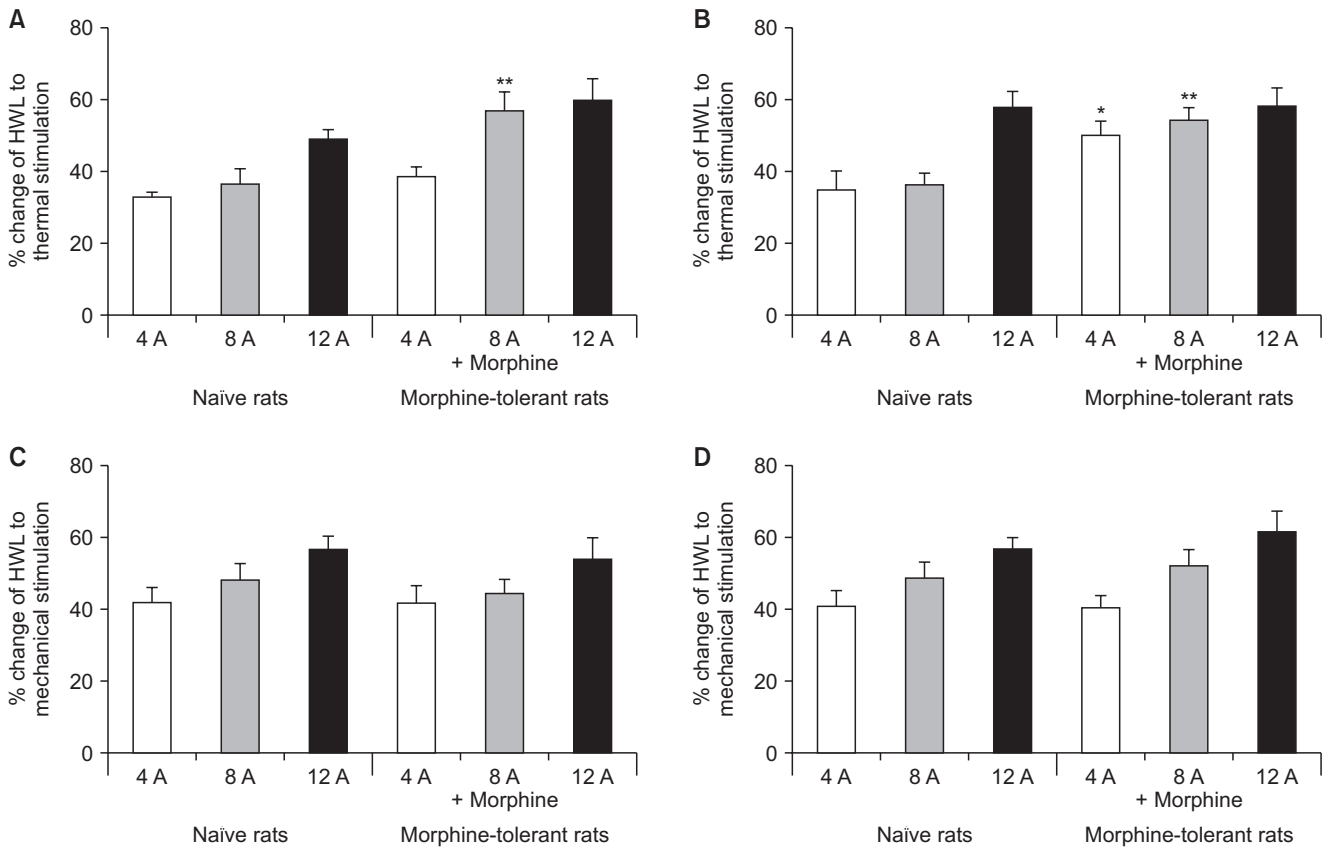 A
% change of HWL to
thermal stimulation
80
60
40
20
0
**
4 A 8 A 12 A 4 A 8 A 12 A
+ Morphine
Naïve rats Morphine-tolerant rats
B
% change of HWL to
thermal stimulation
80
60
40
20
0
* **
4 A 8 A 12 A 4 A 8 A 12 A
+ Morphine
Naïve rats Morphine-tolerant rats
C
% change of HWL to
mechanical stimulation
80
60
40
20
0
4 A 8 A 12 A 4 A 8 A 12 A
+ Morphine
Naïve rats Morphine-tolerant rats
D
% change of HWL to
mechanical stimulation
80
60
40
20
0
4 A 8 A 12 A 4 A 8 A 12 A
+ Morphine
Naïve rats Morphine-tolerant rats